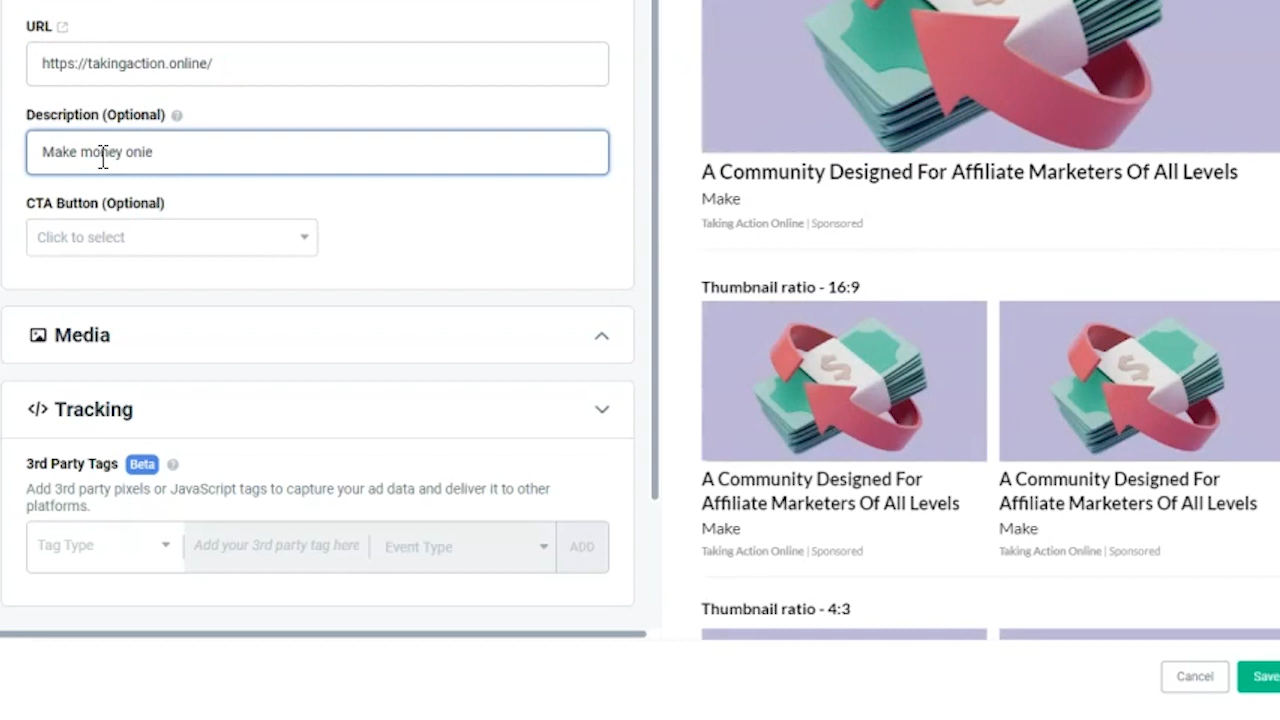 URL
https://takingaction.online/
Description (Optional)
Make money onie
CTA Button (Optional)
Click to select
Media
</> Tracking
3rd Party Tags Beta
Add 3rd party pixels or JavaScript tags to capture your ad data and deliver it to other
platforms.
Tag Type
Add your 3rd party tag here
Event Type
ADD
A Community Designed For Affiliate Marketers Of All Levels
Make
Taking Action Online | Sponsored
Thumbnail ratio - 16:9
A Community Designed For
Affiliate Marketers Of All Levels
Make
Taking Action Online | Sponsored
A Community Designed For
Affiliate Marketers Of All Levels
Make
Taking Action Online | Sponsored
Thumbnail ratio - 4:3
Cancel
Save